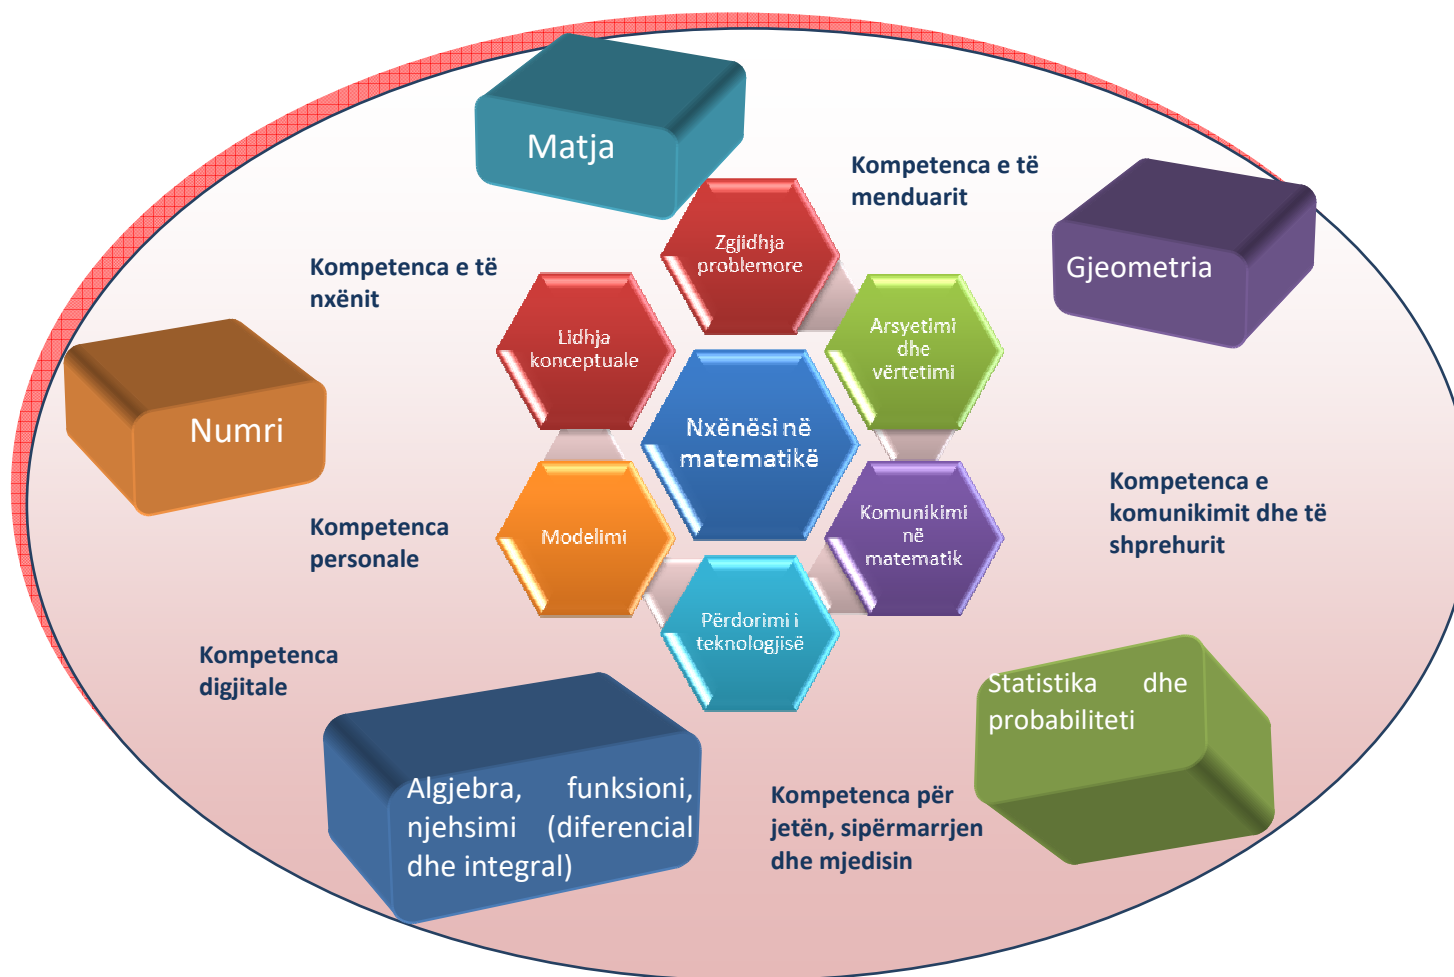 Matja
Kompetenca e të
menduarit
Gjeometria
Zgjidhja
problemore
Kompetenca e të
nxënit
Lidhja
konceptuale
Arsyetimi
dhe
vërtetimi
Numri
Nxënësi në
matematikë
Kompetenca e
komunikimit dhe të
shprehurit
Kompetenca
personale
Modelimi
Komunikimi
në
matematik
Përdorimi i
teknologjisë
Kompetenca
digjitale
Statistika dhe
probabiliteti
Algjebra, funksioni,
njehsimi (diferencial
dhe integral)
Kompetenca për
jetën, sipërmarrjen
dhe mjedisin